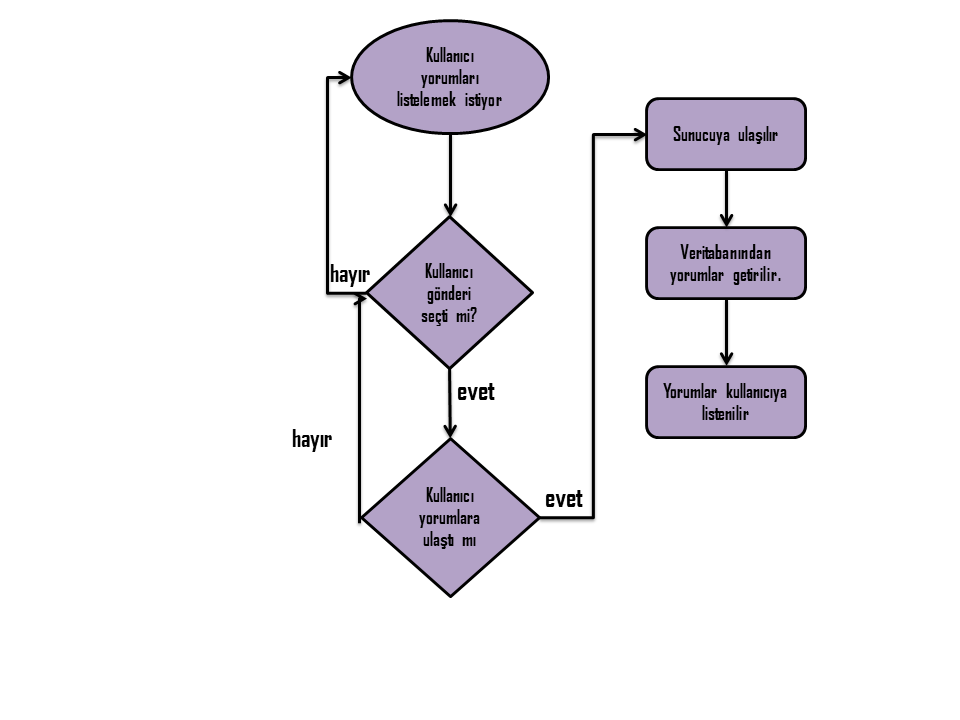 Kullanıcı
yorumları
listelemek istiyor
hayır
Kullanıcı
gönderi
seçti mi?
evet
hayır
Kullanıcı
yorumlara
ulaştı mı
evet
Sunucuya ulaşılır
Veritabanından
yorumlar getirilir.
Yorumlar kullanıcıya
listenilir